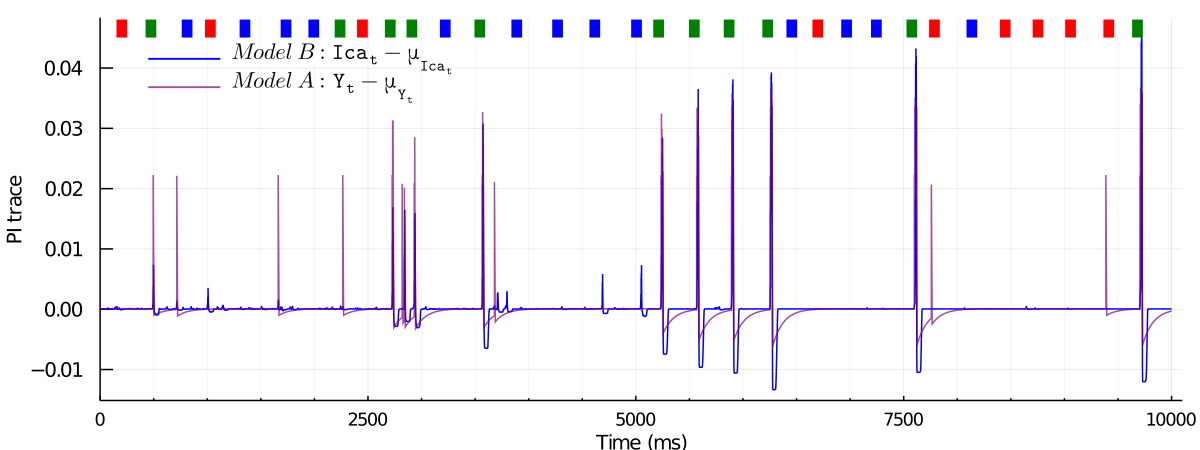 Model B : Ica_t − μ_Ica_t
Model A : Y_t − μ_Y_t
0.04
0.03
0.02
0.01
0.00
−0.01
PI trace
0 2500 5000 7500 10000
Time (ms)